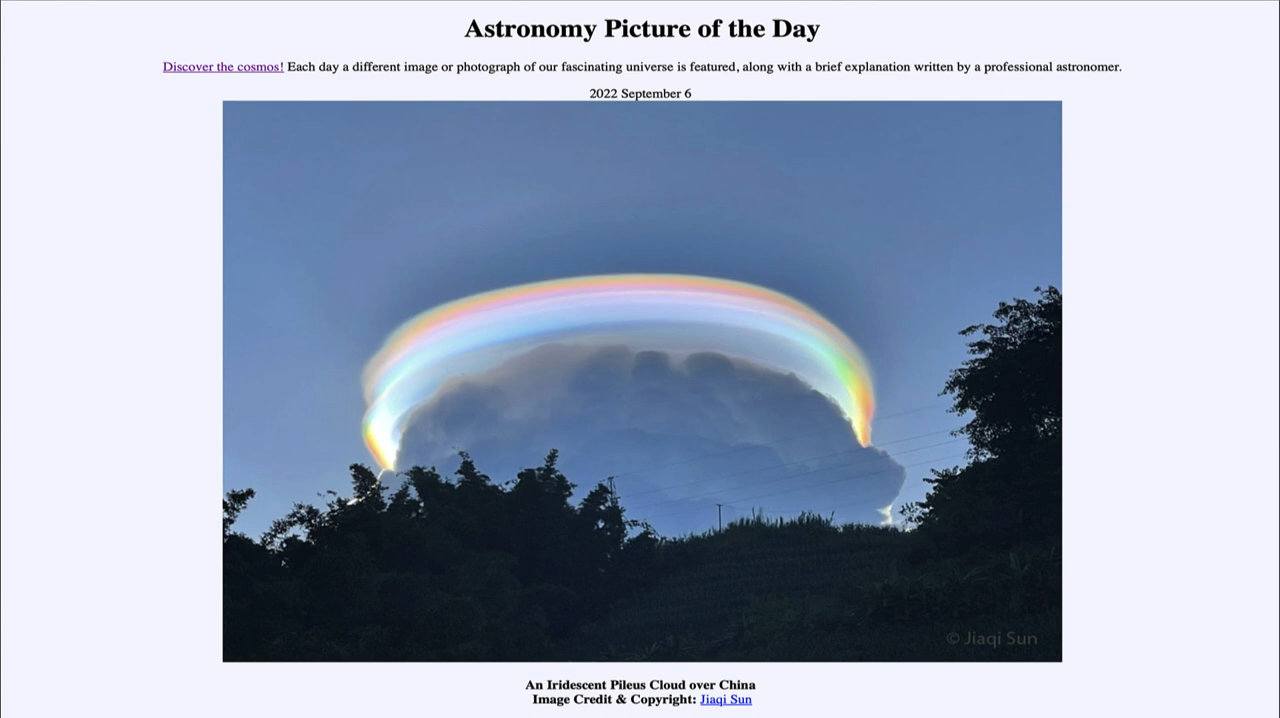 Astronomy Picture of the Day
Discover the cosmos! Each day a different image or photograph of our fascinating universe is featured, along with a brief explanation written by a professional astronomer.
2022 September 6
© Jiaqi Sun
An Iridescent Pileus Cloud over China
Image Credit & Copyright: Jiaqi Sun